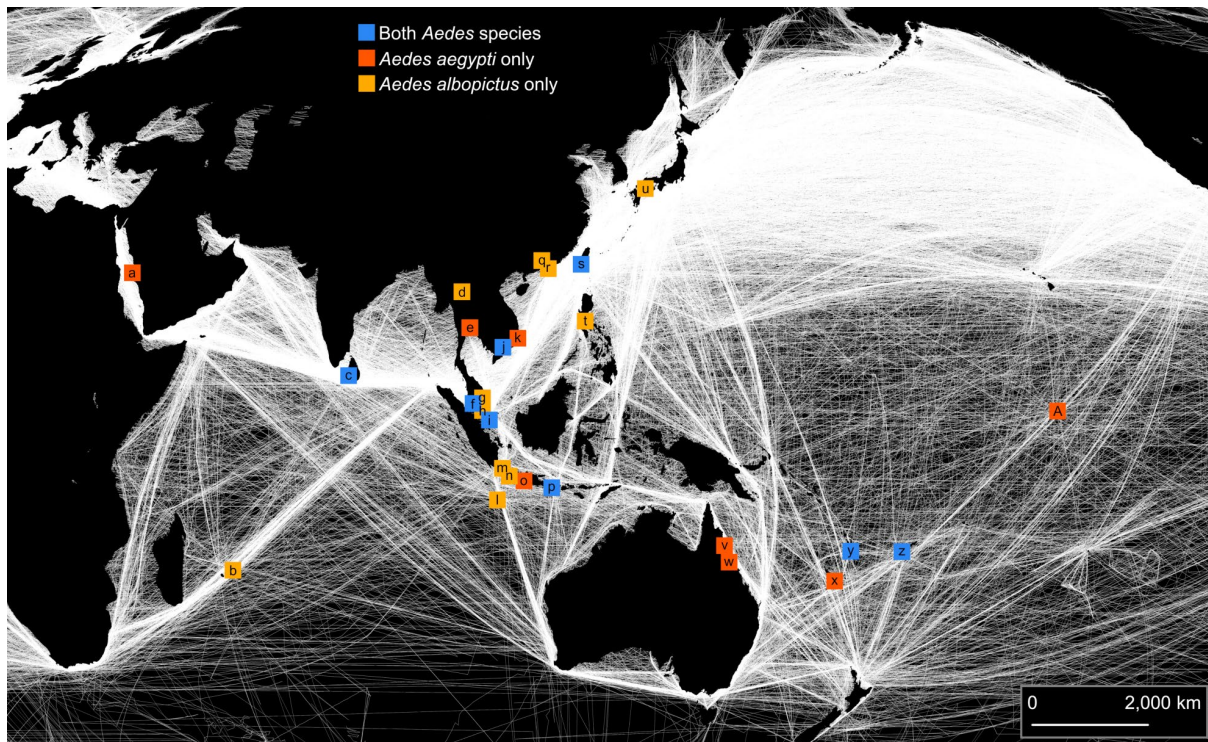 Both Aedes species
Aedes aegypti only
Aedes albopictus only
u
q
r
s
a
d
t
e
k
j
c
g
f
h
i
A
m
n
o
p
l
v
y
z
w
b
x
0 2,000 km